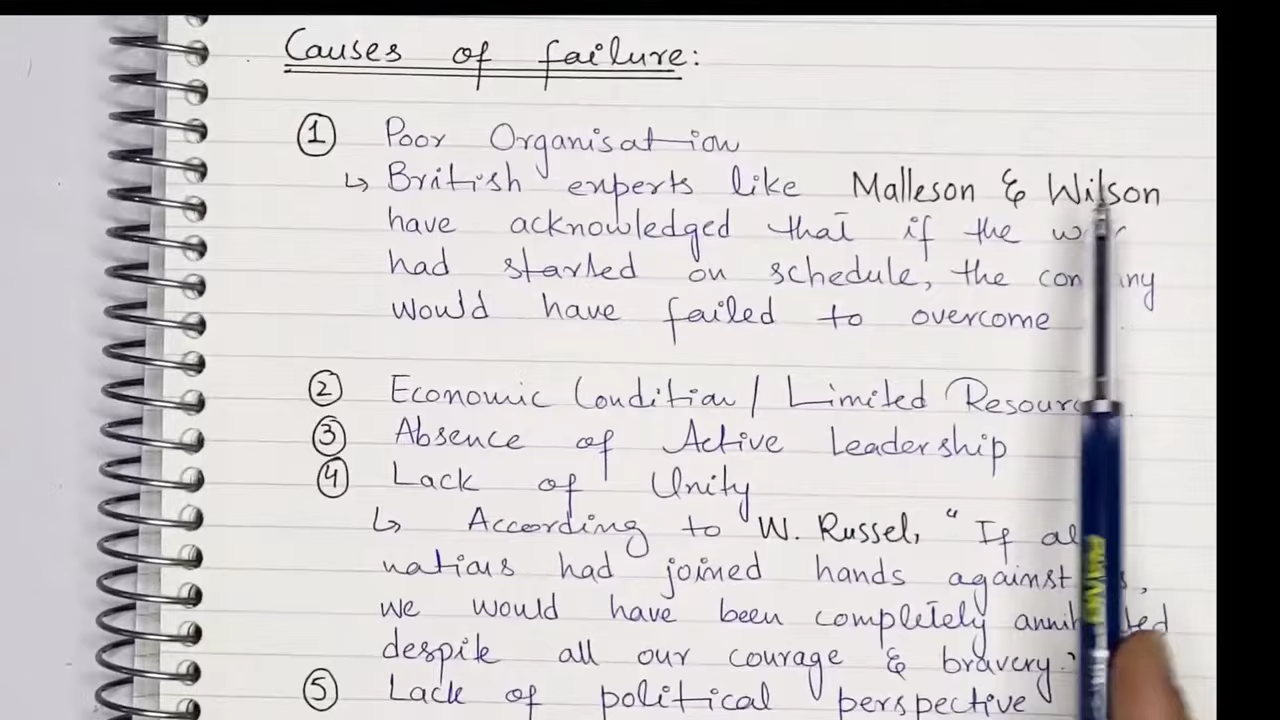 Causes of failure:
① Poor Organisation
↳ British experts like Malleson & Wilson
have acknowledged that if the
had started on schedule, the
would have failed to overcome
② Economic Condition / Limited
③ Absence of Active Leadership
④ Lack of Unity
↳ According to W. Russel, "If
nations had joined hands against
we would have been completely
despite all our courage & bravery."
⑤ Lack of political perspective